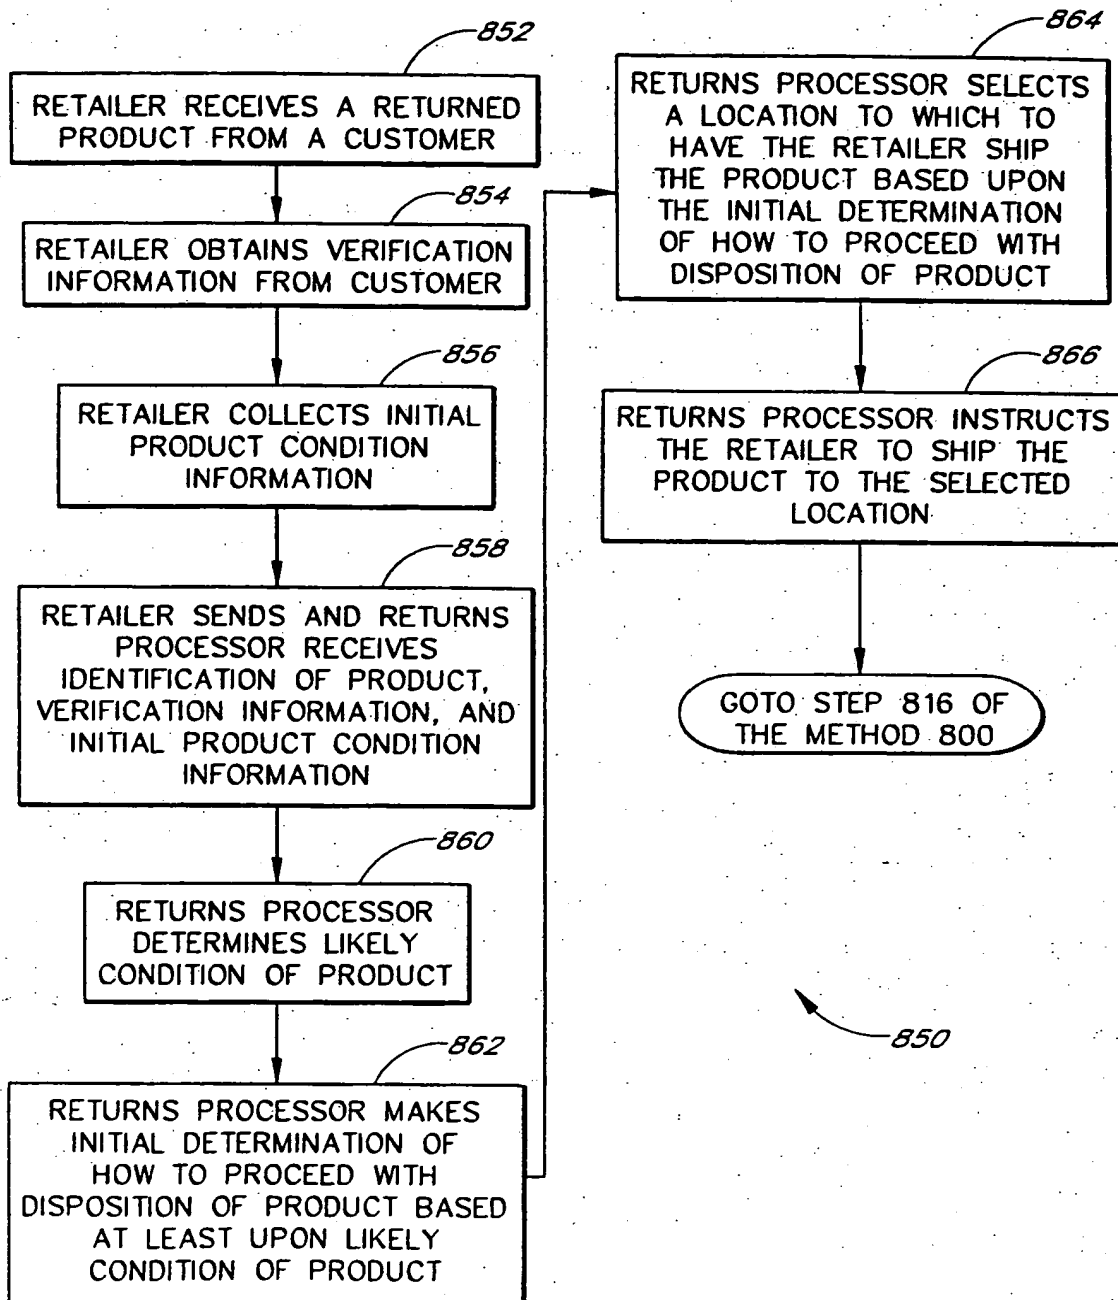 852
RETAILER RECEIVES A RETURNED
PRODUCT FROM A CUSTOMER
854
RETAILER OBTAINS VERIFICATION
INFORMATION FROM CUSTOMER
856
RETAILER COLLECTS INITIAL
PRODUCT CONDITION
INFORMATION
858
RETAILER SENDS AND RETURNS
PROCESSOR RECEIVES
IDENTIFICATION OF PRODUCT,
VERIFICATION INFORMATION, AND
INITIAL PRODUCT CONDITION
INFORMATION
860
RETURNS PROCESSOR
DETERMINES LIKELY
CONDITION OF PRODUCT
862
RETURNS PROCESSOR MAKES
INITIAL DETERMINATION OF
HOW TO PROCEED WITH
DISPOSITION OF PRODUCT BASED
AT LEAST UPON LIKELY
CONDITION OF PRODUCT
864
RETURNS PROCESSOR SELECTS
A LOCATION TO WHICH TO
HAVE THE RETAILER SHIP
THE PRODUCT BASED UPON
THE INITIAL DETERMINATION
OF HOW TO PROCEED WITH
DISPOSITION OF PRODUCT
866
RETURNS PROCESSOR INSTRUCTS
THE RETAILER TO SHIP THE
PRODUCT TO THE SELECTED
LOCATION
GOTO STEP 816 OF
THE METHOD 800
850